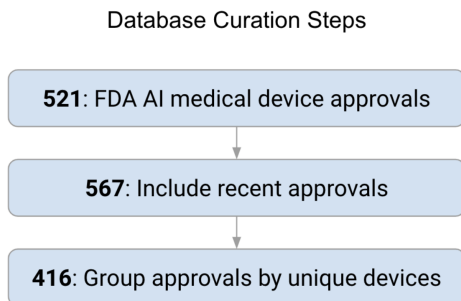 Database Curation Steps
521: FDA AI medical device approvals
567: Include recent approvals
416: Group approvals by unique devices